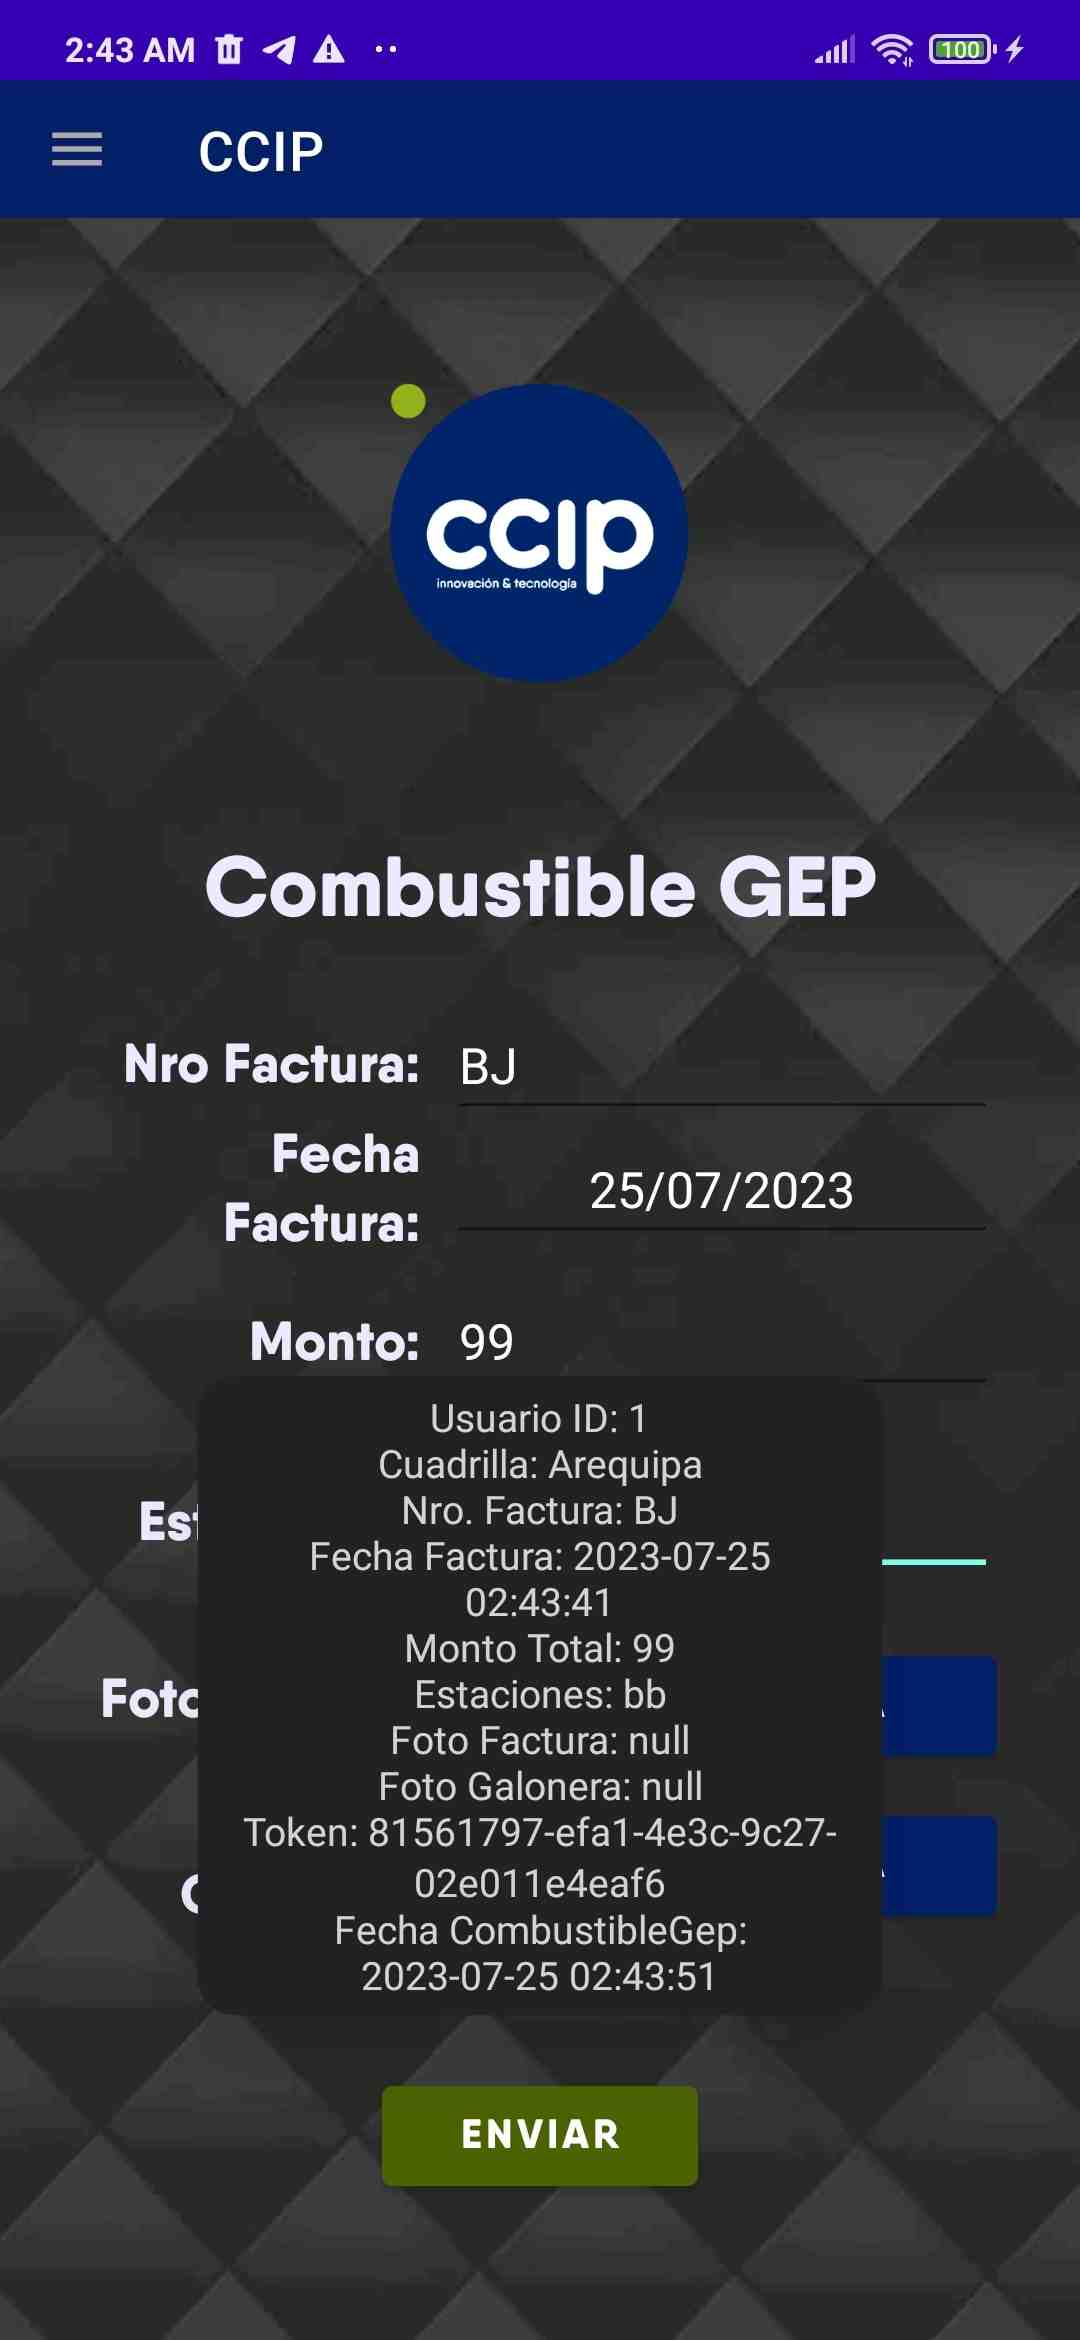 2:43 AM
100
CCIP
ccip
innovación & tecnología
Combustible GEP
Nro Factura: BJ
Fecha
Factura: 25/07/2023
Monto: 99
Usuario ID: 1
Cuadrilla: Arequipa
Nro. Factura: BJ
Fecha Factura: 2023-07-25
02:43:41
Monto Total: 99
Estaciones: bb
Foto Factura: null
Foto Galonera: null
Token: 81561797-efa1-4e3c-9c27-
02e011e4eaf6
Fecha CombustibleGep:
2023-07-25 02:43:51
ENVIAR